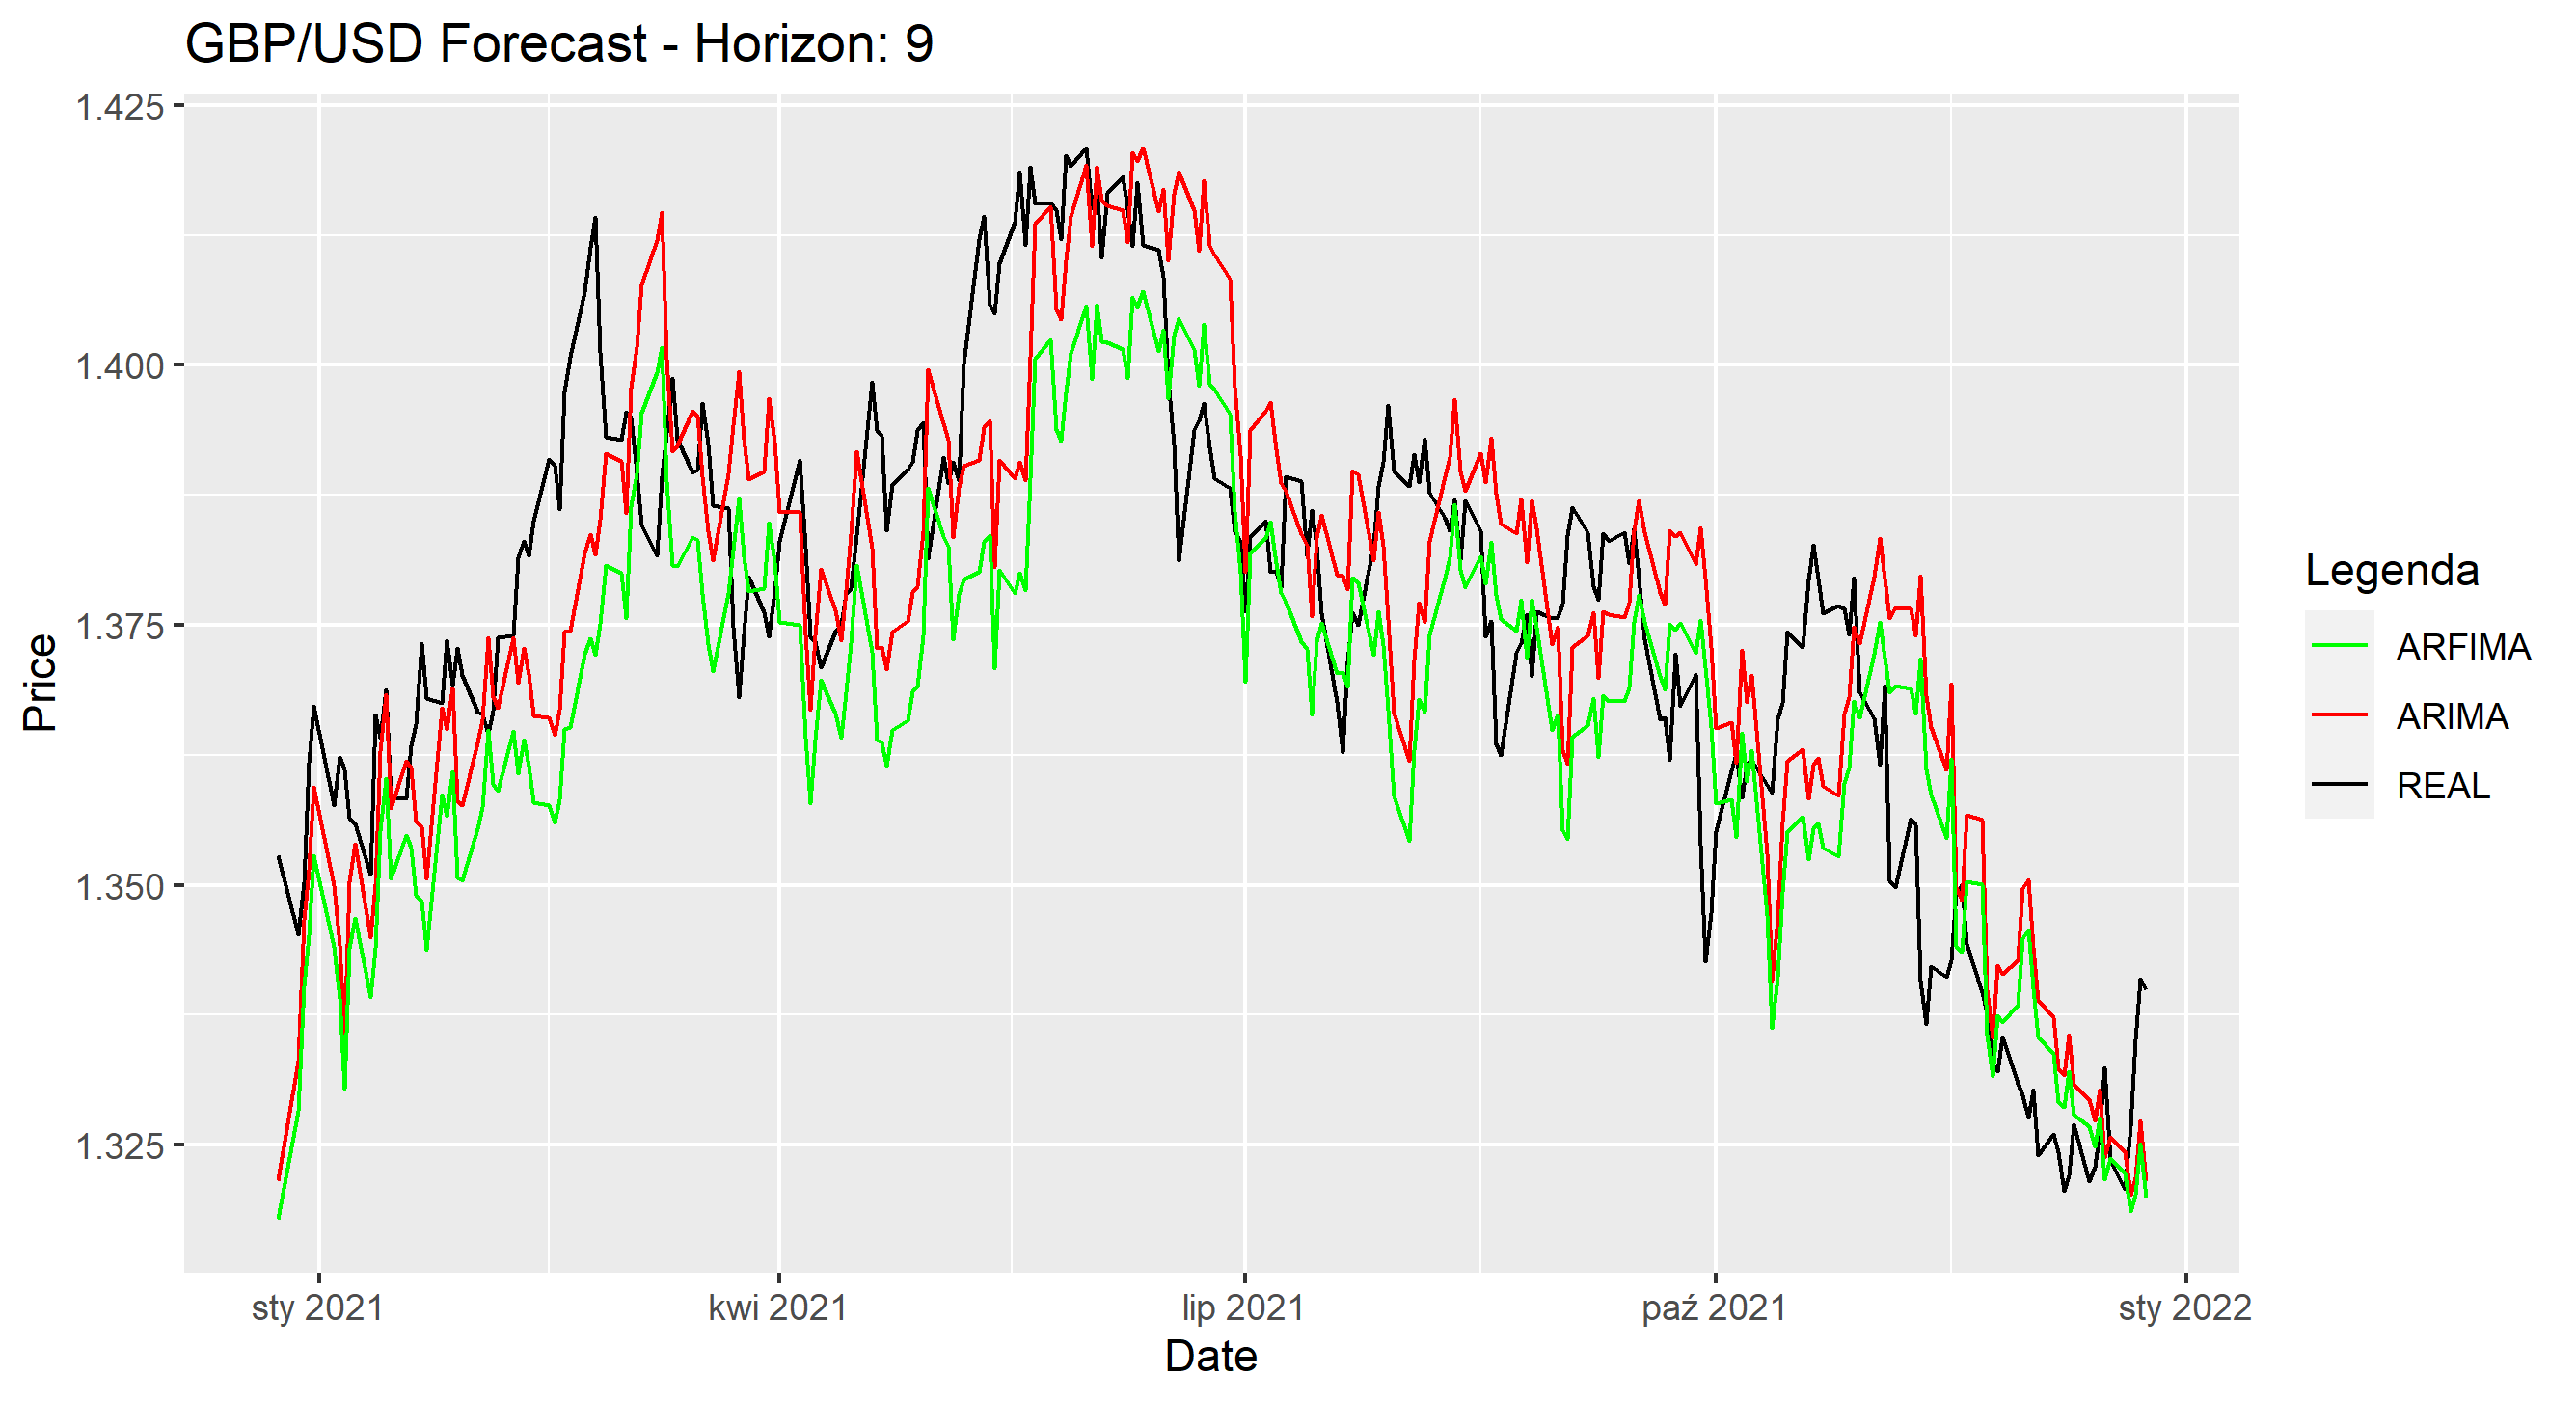 GBP/USD Forecast - Horizon: 9
1.425
1.400
1.375
1.350
1.325
Price
sty 2021
kwi 2021
lip 2021
paź 2021
sty 2022
Date
Legenda
ARFIMA
ARIMA
REAL